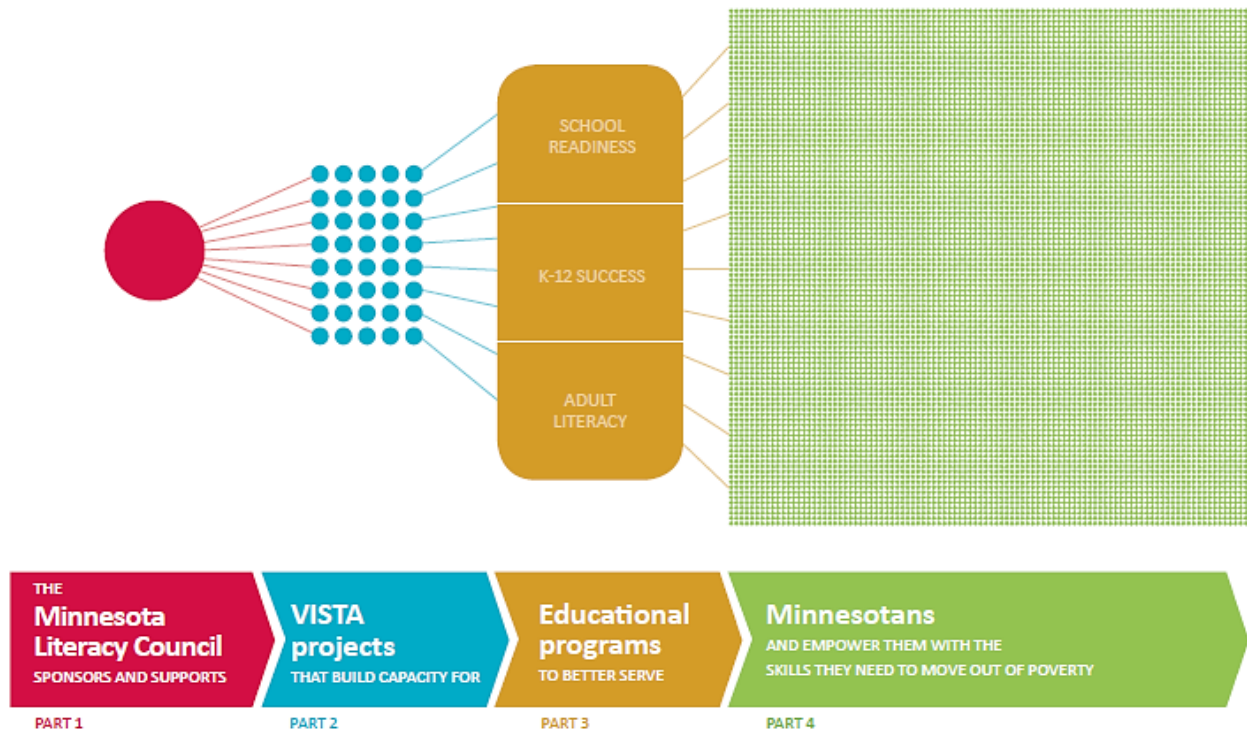 SCHOOL
READINESS
K-12 SUCCESS
ADULT
LITERACY
THE
Minnesota
Literacy Council
SPONSORS AND SUPPORTS
VISTA
projects
THAT BUILD CAPACITY FOR
Educational
programs
TO BETTER SERVE
Minnesotans
AND EMPOWER THEM WITH THE
SKILLS THEY NEED TO MOVE OUT OF POVERTY
PART 1
PART 2
PART 3
PART 4